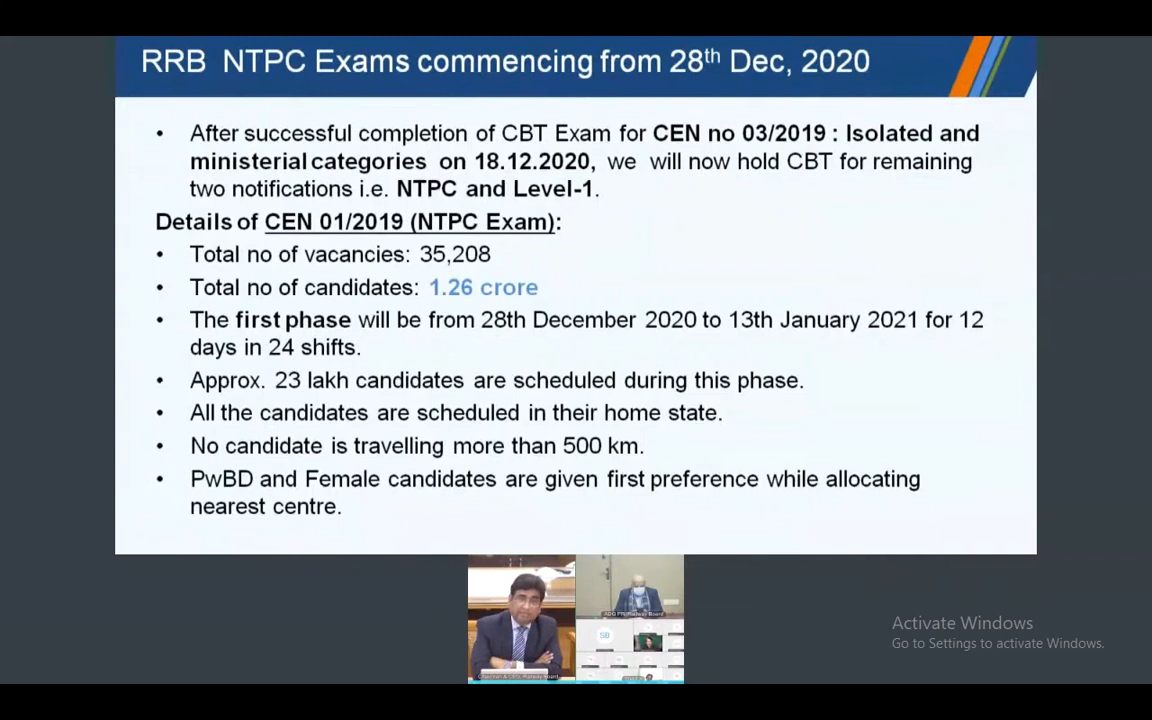 RRB NTPC Exams commencing from 28th Dec, 2020
• After successful completion of CBT Exam for CEN no 03/2019 : Isolated and
ministerial categories on 18.12.2020, we will now hold CBT for remaining
two notifications i.e. NTPC and Level-1.
Details of CEN 01/2019 (NTPC Exam):
• Total no of vacancies: 35,208
• Total no of candidates: 1.26 crore
• The first phase will be from 28th December 2020 to 13th January 2021 for 12
days in 24 shifts.
• Approx. 23 lakh candidates are scheduled during this phase.
• All the candidates are scheduled in their home state.
• No candidate is travelling more than 500 km.
• PwBD and Female candidates are given first preference while allocating
nearest centre.
SB
Activate Windows
Go to Settings to activate Windows.